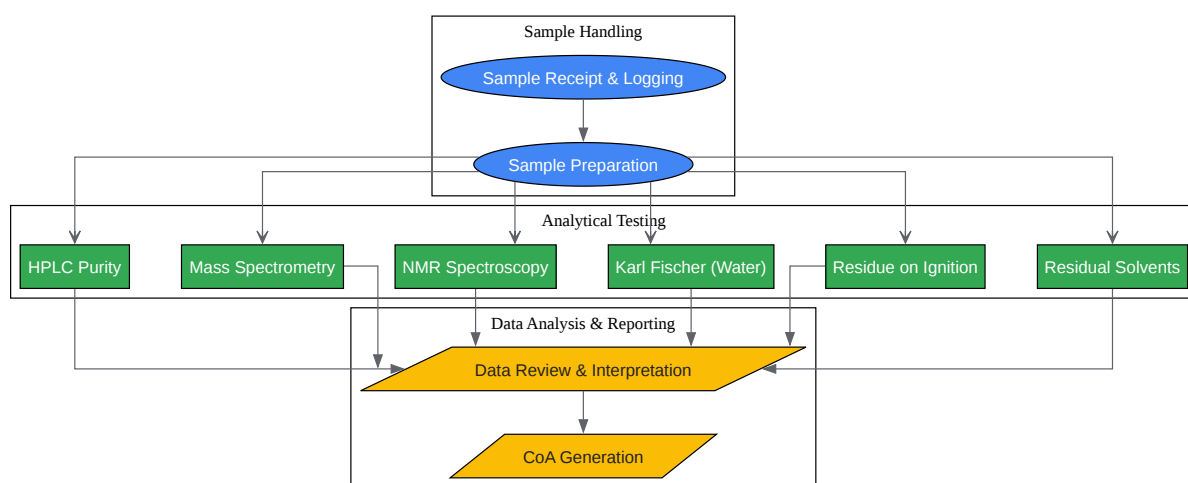 Sample Handling
Sample Receipt & Logging
Sample Preparation
Analytical Testing
HPLC Purity
Mass Spectrometry
NMR Spectroscopy
Karl Fischer (Water)
Residue on Ignition
Residual Solvents
Data Analysis & Reporting
Data Review & Interpretation
CoA Generation